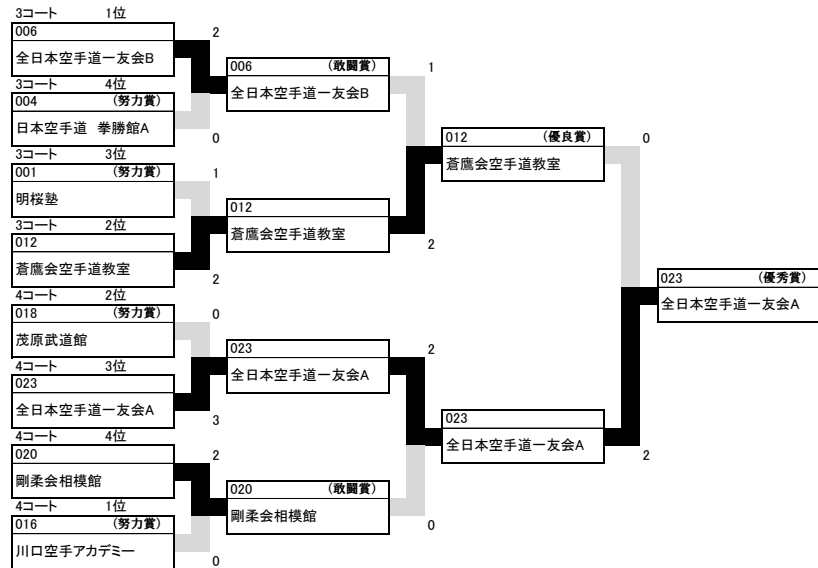 3コート 1位
006
全日本空手道一友会B
2
3コート 4位
004 (努力賞)
日本空手道 拳勝館A
0
006 (敢闘賞)
全日本空手道一友会B
1
3コート 3位
001 (努力賞)
明桜塾
1
3コート 2位
012
蒼鷹会空手道教室
2
012
蒼鷹会空手道教室
2
012 (優良賞)
蒼鷹会空手道教室
0
4コート 2位
018 (努力賞)
茂原武道館
0
4コート 3位
023
全日本空手道一友会A
3
023
全日本空手道一友会A
2
4コート 4位
020
剛柔会相模館
2
4コート 1位
016 (努力賞)
川口空手アカデミー
0
020 (敢闘賞)
剛柔会相模館
0
023
全日本空手道一友会A
2
023 (優秀賞)
全日本空手道一友会A